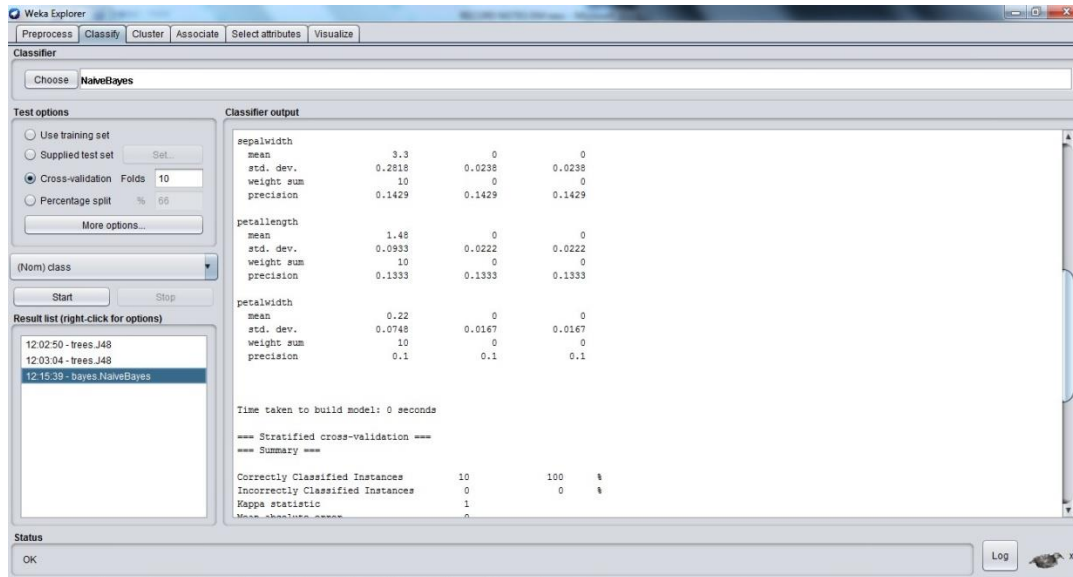 Weka Explorer
Preprocess Classify Cluster Associate Select attributes Visualize
Classifier
Choose NaiveBayes
Test options
Use training set
Supplied test set Set...
Cross-validation Folds 10
Percentage split % 66
More options...
(Nom) class
Start Stop
Result list (right-click for options)
12:02:50 - trees.J48
12:03:04 - trees.J48
12:15:39 - bayes.NaiveBayes
Classifier output
sepalwidth
mean 3.3 0 0
std. dev. 0.2818 0.0238 0.0238
weight sum 10 0 0
precision 0.1429 0.1429 0.1429
petallength
mean 1.48 0 0
std. dev. 0.0933 0.0222 0.0222
weight sum 10 0 0
precision 0.1333 0.1333 0.1333
petalwidth
mean 0.22 0 0
std. dev. 0.0748 0.0167 0.0167
weight sum 10 0 0
precision 0.1 0.1 0.1
Time taken to build model: 0 seconds
=== Stratified cross-validation ===
=== Summary ===
Correctly Classified Instances 10 100 %
Incorrectly Classified Instances 0 0 %
Kappa statistic 1
Mean absolute error 0
Status
OK
Log
x